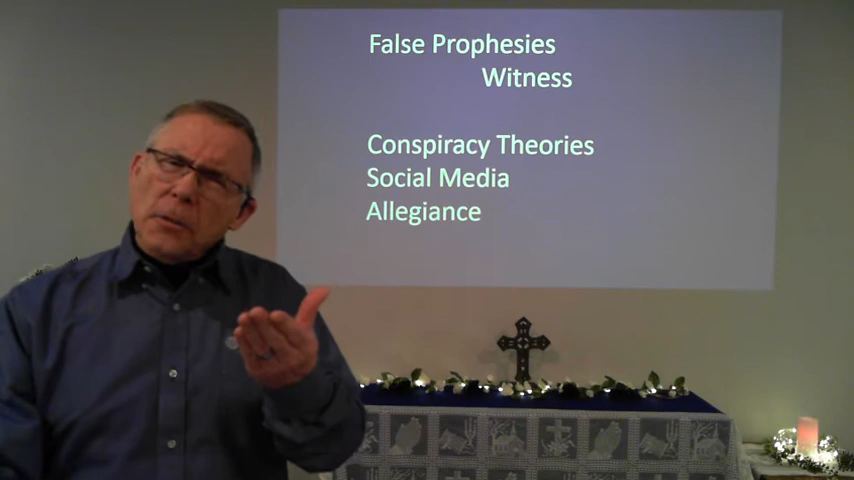 False Prophesies
Witness
Conspiracy Theories
Social Media
Allegiance